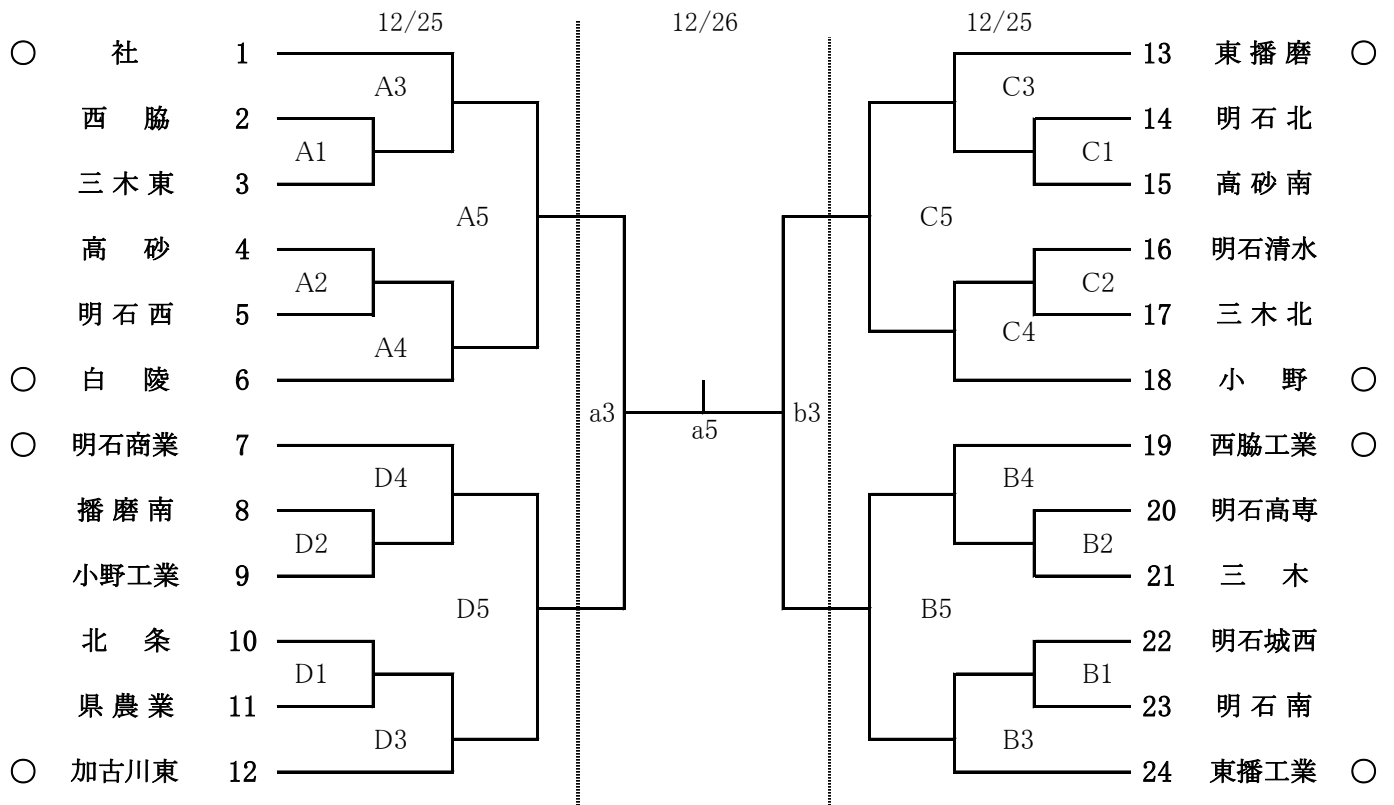 12/25 12/26 12/25
○ 社 1 13 東播磨 ○
A3 C3
西脇 2 14 明石北
A1 C1
三木東 3 15 高砂南
A5 C5
高砂 4 16 明石清水
A2 C2
明石西 5 17 三木北
A4 C4
○ 白陵 6 18 小野 ○
a3 b3
a5
○ 明石商業 7 19 西脇工業 ○
D4 B4
播磨南 8 20 明石高専
D2 B2
小野工業 9 21 三木
D5 B5
北条 10 22 明石城西
D1 B1
県農業 11 23 明石南
D3 B3
○ 加古川東 12 24 東播工業 ○